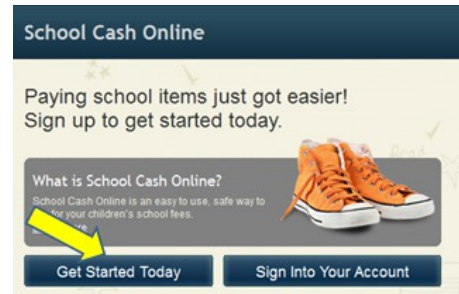 School Cash Online
Paying school items just got easier!
Sign up to get started today.
What is School Cash Online?
School Cash Online is an easy to use, safe way to
for your children's school fees.
Get Started Today
Sign Into Your Account